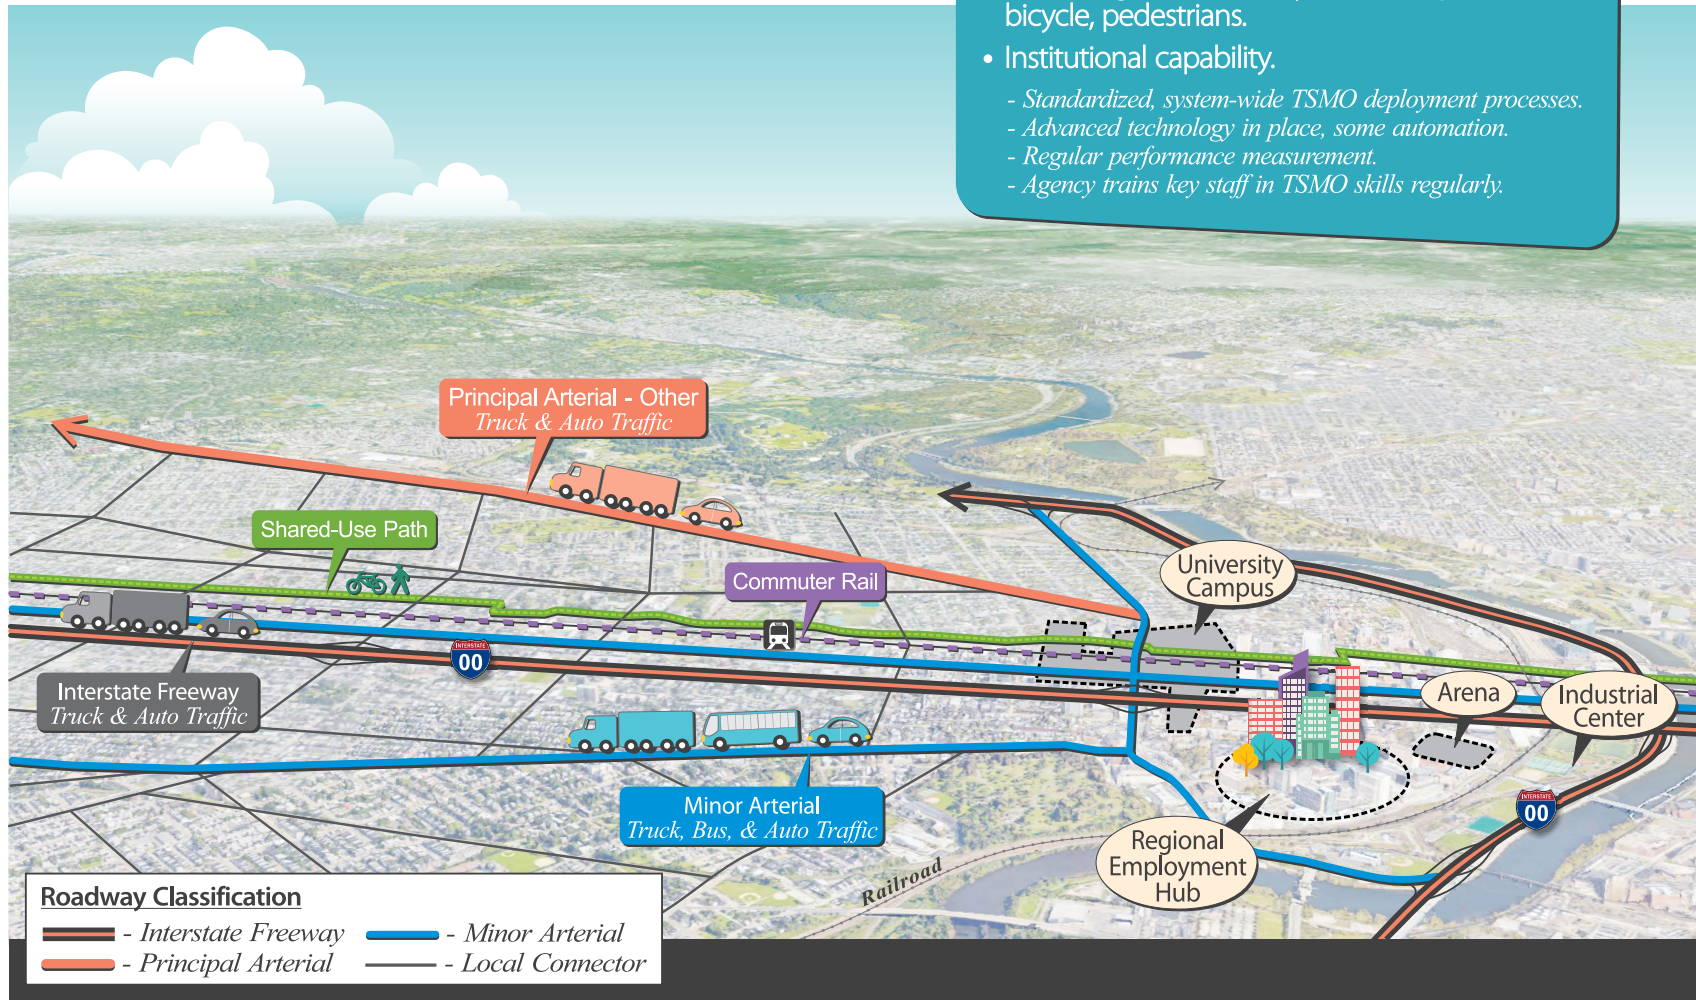 bicycle, pedestrians.
• Institutional capability.
- Standardized, system-wide TSMO deployment processes.
- Advanced technology in place, some automation.
- Regular performance measurement.
- Agency trains key staff in TSMO skills regularly.
Principal Arterial - Other
Truck & Auto Traffic
Shared-Use Path
Commuter Rail
University
Campus
INTERSTATE
00
Interstate Freeway
Truck & Auto Traffic
Arena
Industrial
Center
Minor Arterial
Truck, Bus, & Auto Traffic
INTERSTATE
00
Regional
Employment
Hub
Railroad
Roadway Classification
- Interstate Freeway
- Minor Arterial
- Principal Arterial
- Local Connector